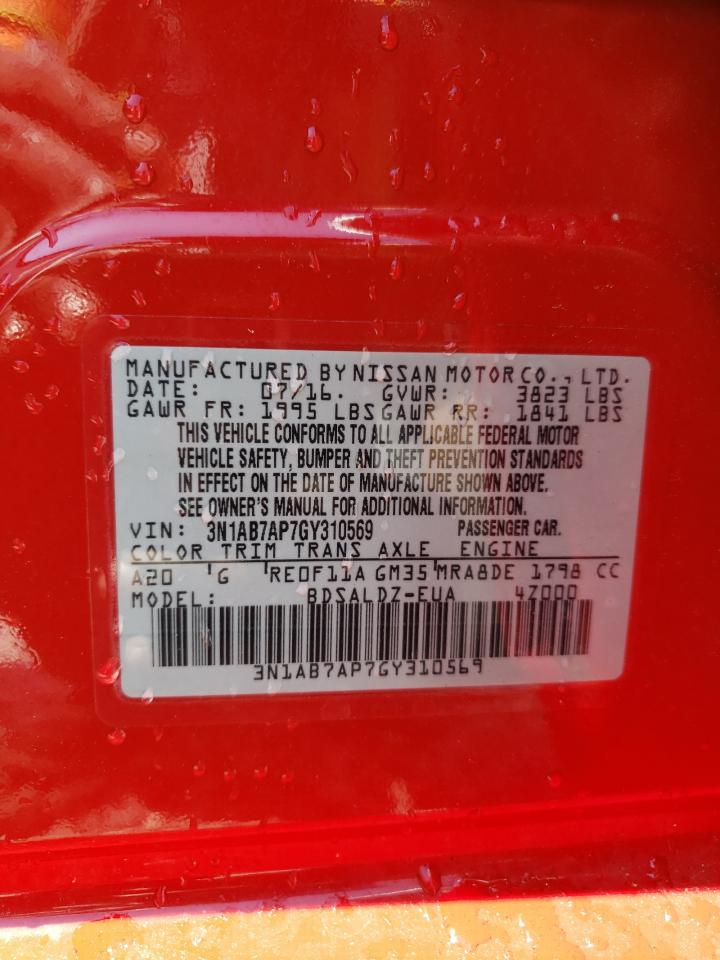 MANUFACTURED BY NISSAN MOTOR CO., LTD.
DATE: 07/16. GVWR: 3823 LBS
GAWR FR: 1995 LBS GAWR RR: 1841 LBS
THIS VEHICLE CONFORMS TO ALL APPLICABLE FEDERAL MOTOR
VEHICLE SAFETY, BUMPER AND THEFT PREVENTION STANDARDS
IN EFFECT ON THE DATE OF MANUFACTURE SHOWN ABOVE.
SEE OWNER'S MANUAL FOR ADDITIONAL INFORMATION.
VIN: 3N1AB7AP7GY310569 PASSENGER CAR.
COLOR TRIM TRANS AXLE ENGINE
A20 G RE0F11A GM35 MRA8DE 1798 CC
MODEL: BDSALDZ-EUA 4Z000
3N1AB7AP7GY310569